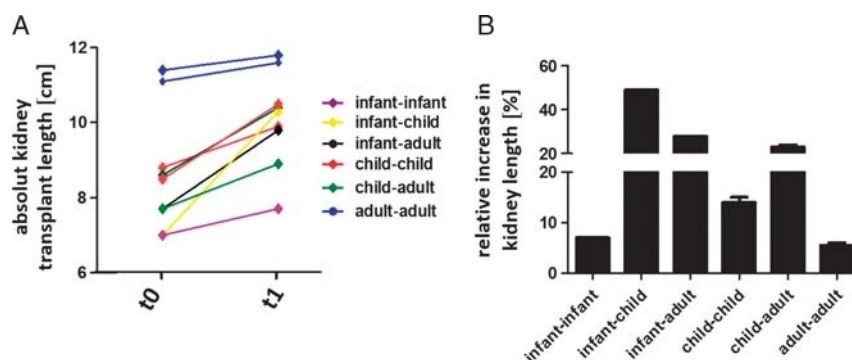 A
absolut kidney
transplant length [cm]
12
10
8
6
t0
t1
infant-infant
infant-child
infant-adult
child-child
child-adult
adult-adult
B
relative increase in
kidney length [%]
60
40
20
20
10
0
infant-infant
infant-child
infant-adult
child-child
child-adult
adult-adult